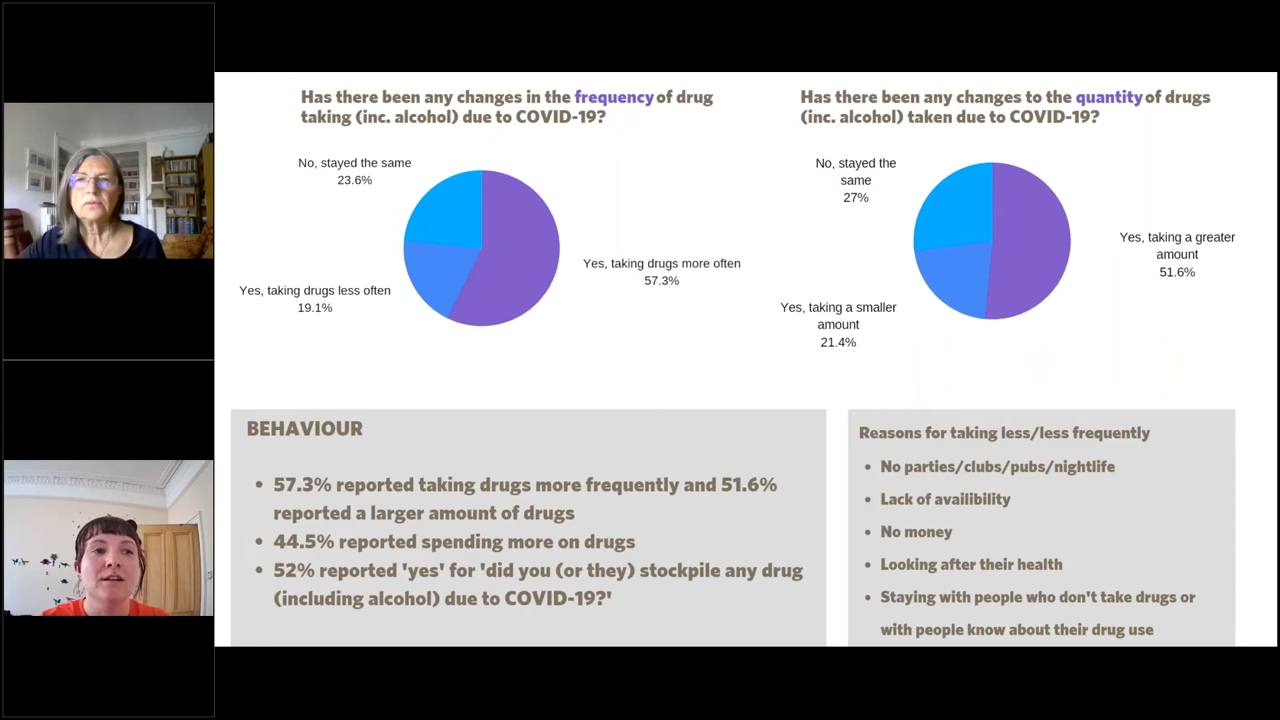 Has there been any changes in the frequency of drug
taking (inc. alcohol) due to COVID-19?
No, stayed the same
23.6%
Yes, taking drugs more often
57.3%
Yes, taking drugs less often
19.1%
Has there been any changes to the quantity of drugs
(inc. alcohol) taken due to COVID-19?
No, stayed the
same
27%
Yes, taking a greater
amount
51.6%
Yes, taking a smaller
amount
21.4%
BEHAVIOUR
• 57.3% reported taking drugs more frequently and 51.6%
reported a larger amount of drugs
• 44.5% reported spending more on drugs
• 52% reported 'yes' for 'did you (or they) stockpile any drug
(including alcohol) due to COVID-19?'
Reasons for taking less/less frequently
• No parties/clubs/pubs/nightlife
• Lack of availibility
• No money
• Looking after their health
• Staying with people who don't take drugs or
with people know about their drug use